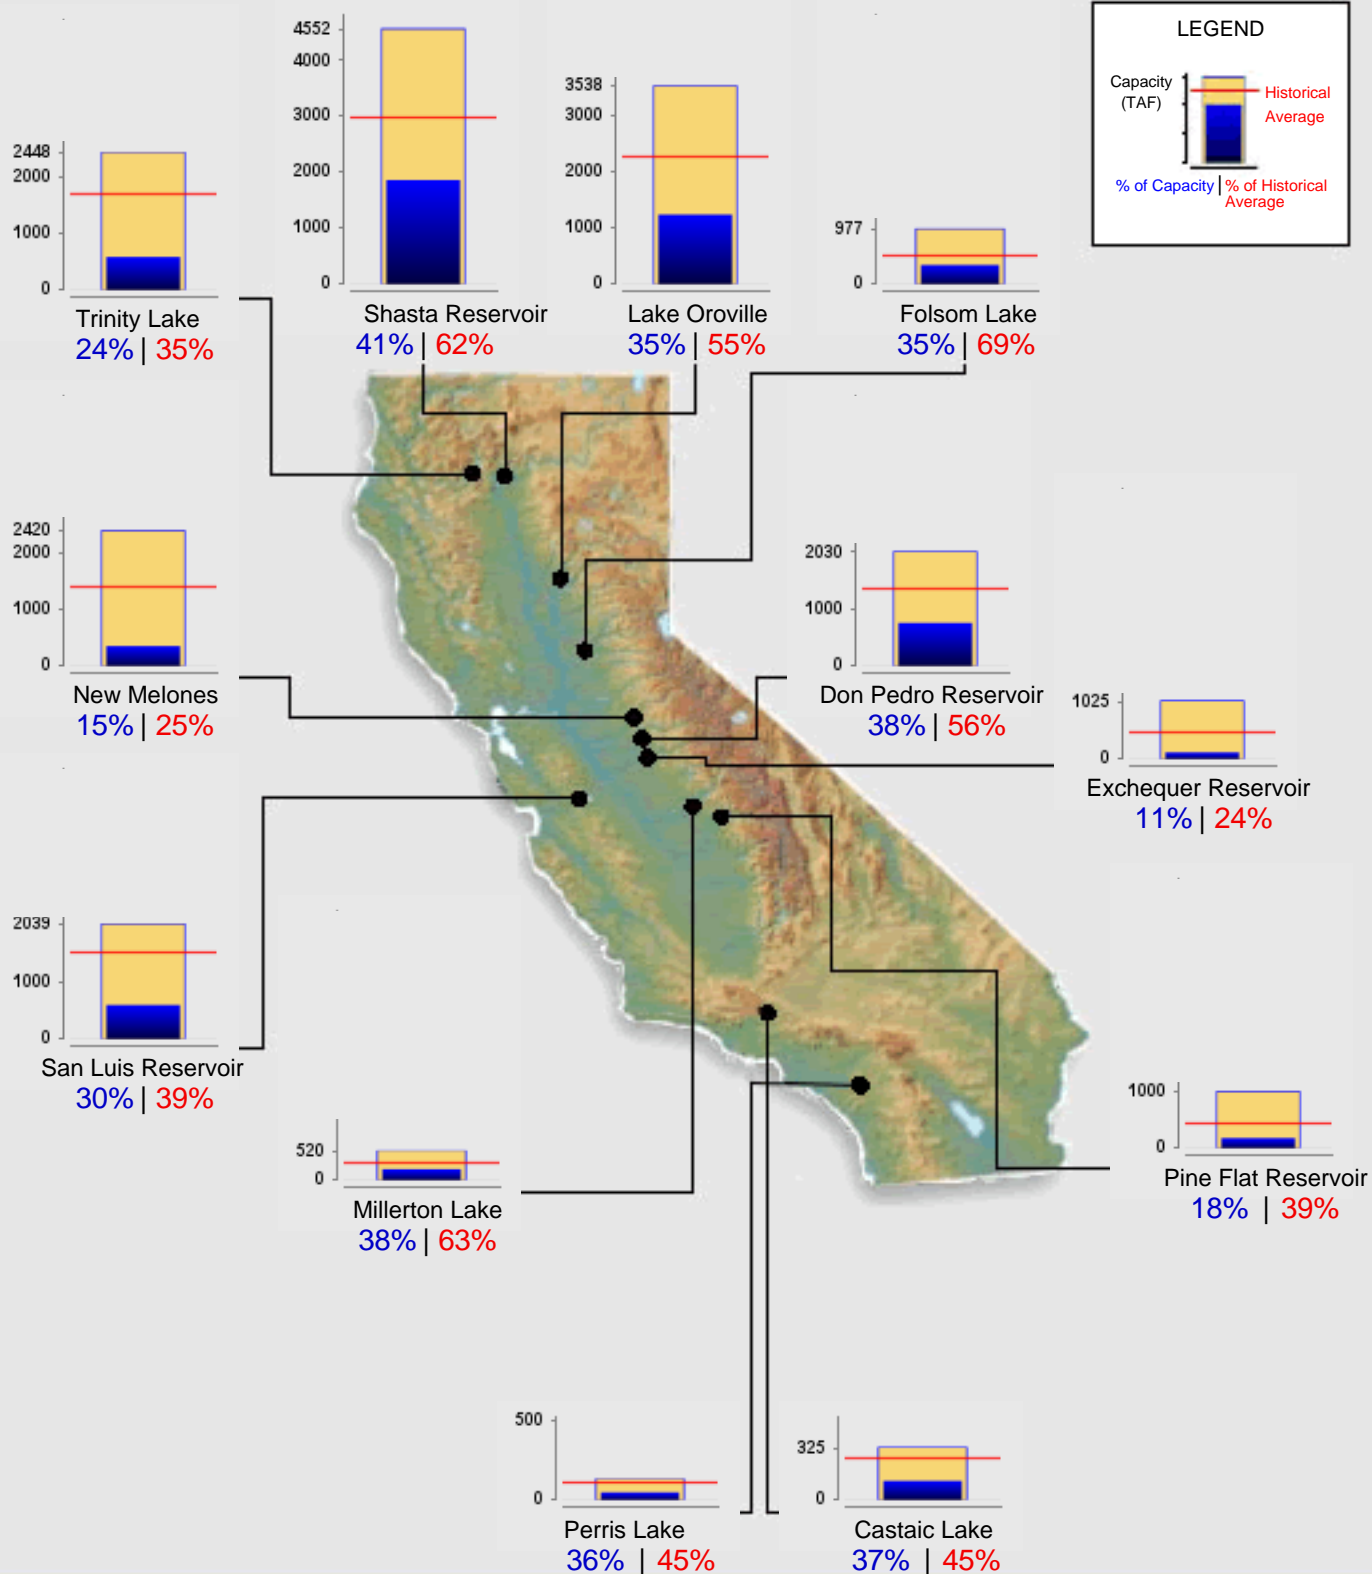 4552
4000
3000
2000
1000
0
Shasta Reservoir
41% | 62%
3538
3000
2000
1000
0
Lake Oroville
35% | 55%
LEGEND
Capacity
(TAF)
Historical
Average
% of Capacity | % of Historical
Average
2448
2000
1000
0
Trinity Lake
24% | 35%
977
0
Folsom Lake
35% | 69%
2420
2000
1000
0
New Melones
15% | 25%
2030
1000
0
Don Pedro Reservoir
38% | 56%
1025
0
Exchequer Reservoir
11% | 24%
2039
1000
0
San Luis Reservoir
30% | 39%
520
0
Millerton Lake
38% | 63%
1000
0
Pine Flat Reservoir
18% | 39%
500
0
Perris Lake
36% | 45%
325
0
Castaic Lake
37% | 45%